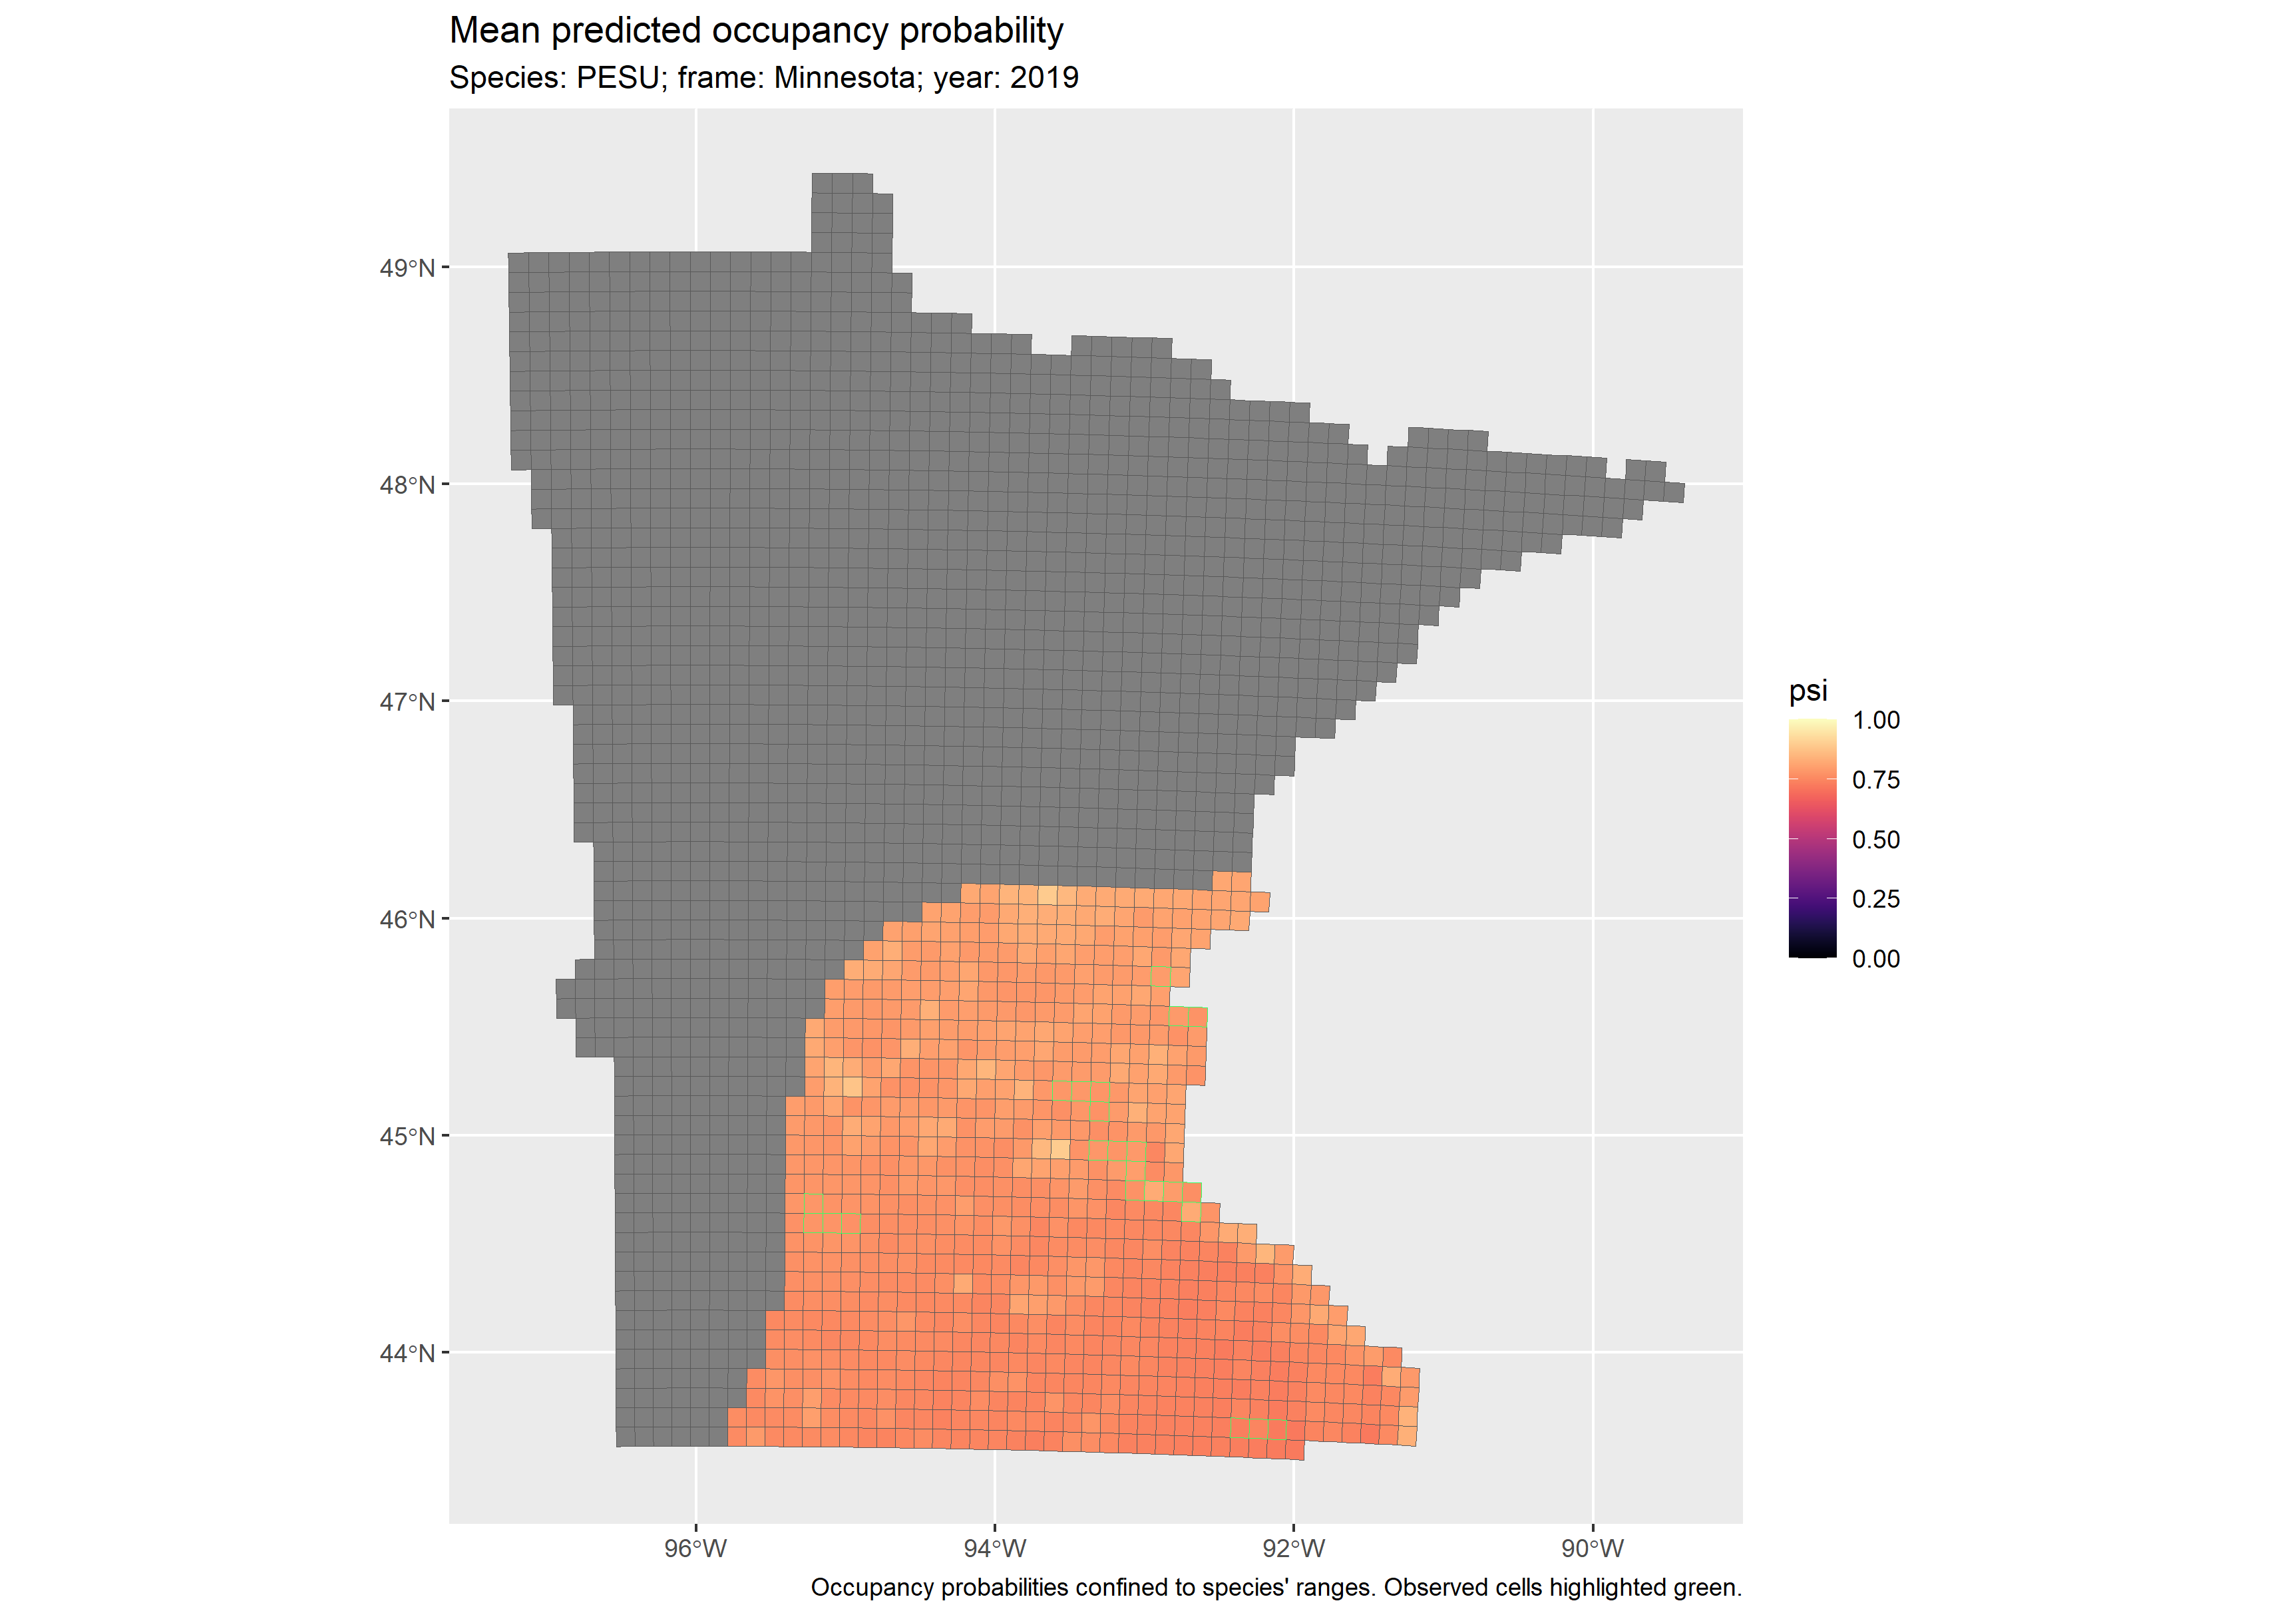 Mean predicted occupancy probability
Species: PESU; frame: Minnesota; year: 2019
49°N
48°N
47°N
46°N
45°N
44°N
96°W
94°W
92°W
90°W
psi
1.00
0.75
0.50
0.25
0.00
Occupancy probabilities confined to species' ranges. Observed cells highlighted green.